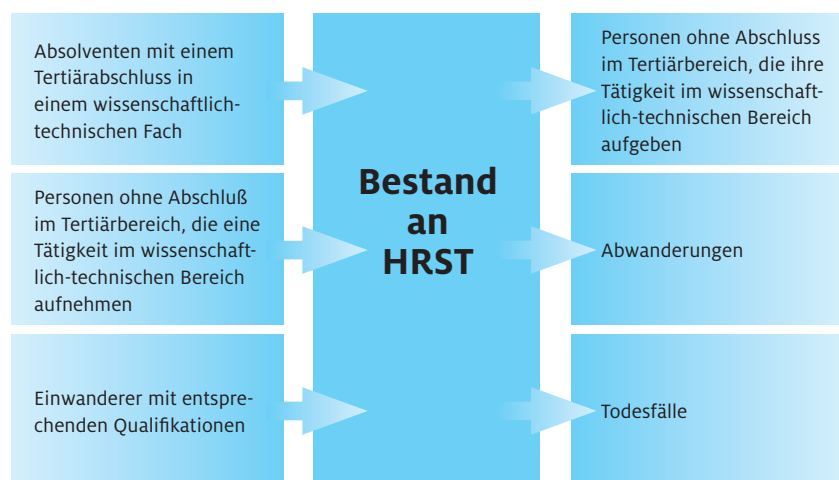 Absolventen mit einem
Tertiärabschluss in
einem wissenschaftlich-
technischen Fach
Personen ohne Abschluß
im Tertiärbereich, die eine
Tätigkeit im wissenschaft-
lich-technischen Bereich
aufnehmen
Einwanderer mit entspre-
chenden Qualifikationen
Bestand
an
HRST
Personen ohne Abschluss
im Tertiärbereich, die ihre
Tätigkeit im wissenschaft-
lich-technischen Bereich
aufgeben
Abwanderungen
Todesfälle